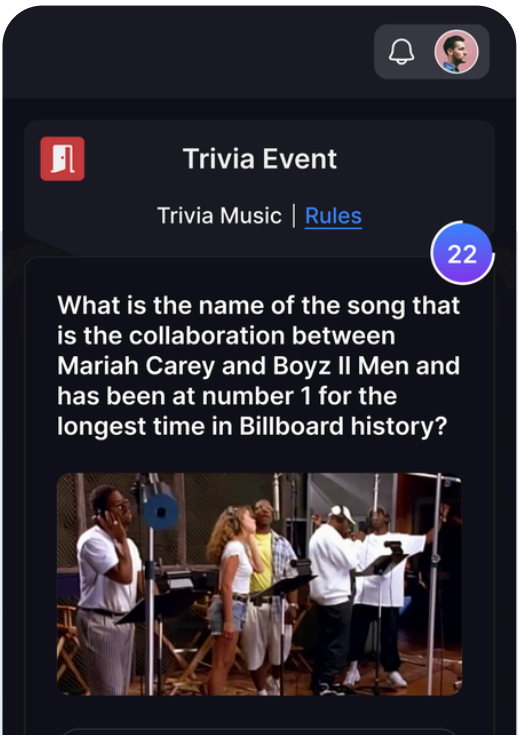 Trivia Event
Trivia Music | Rules
22
What is the name of the song that
is the collaboration between
Mariah Carey and Boyz II Men and
has been at number 1 for the
longest time in Billboard history?